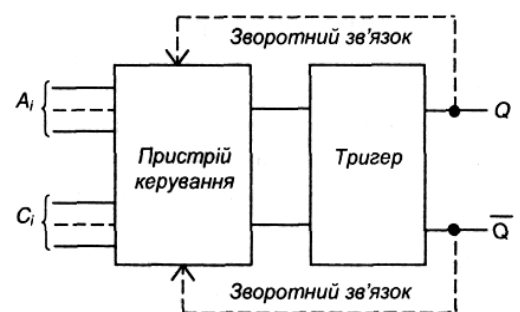 Зворотний зв'язок
Aᵢ
Пристрій
керування
Тригер
Q
Cᵢ
Q̅
Зворотний зв'язок